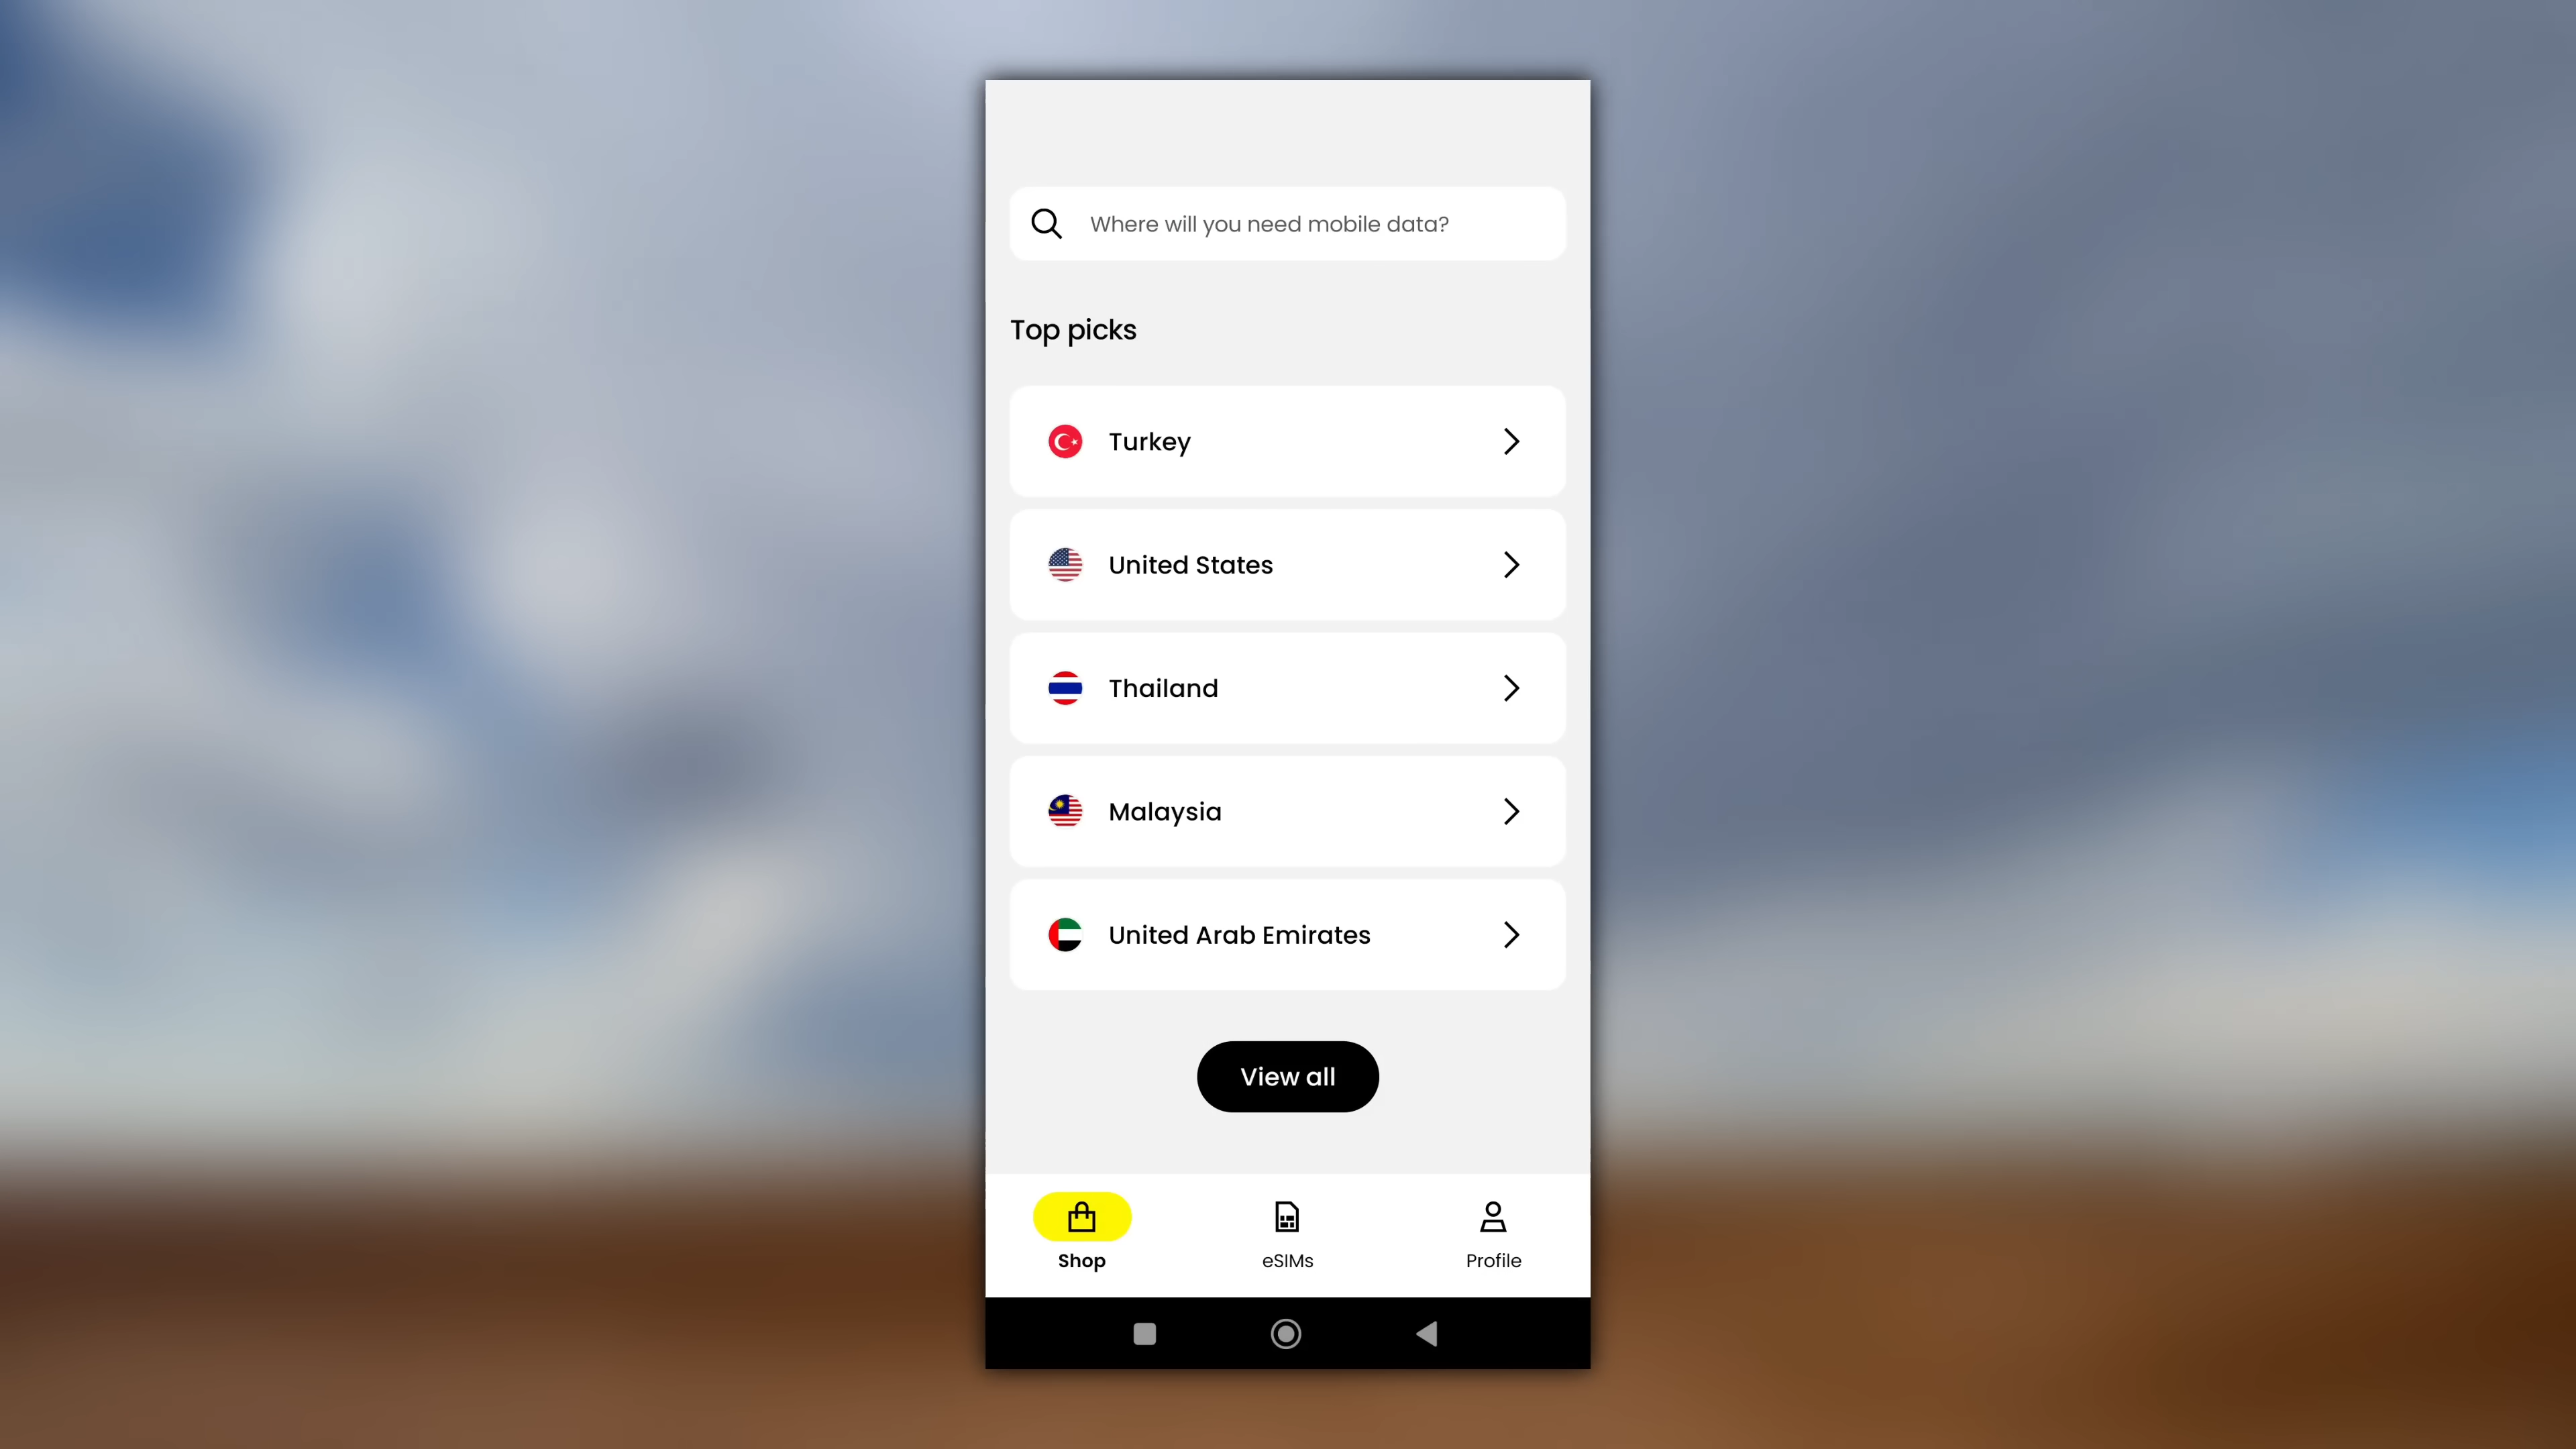 Where will you need mobile data?
Top picks
Turkey
United States
Thailand
Malaysia
United Arab Emirates
View all
Shop
eSIMs
Profile